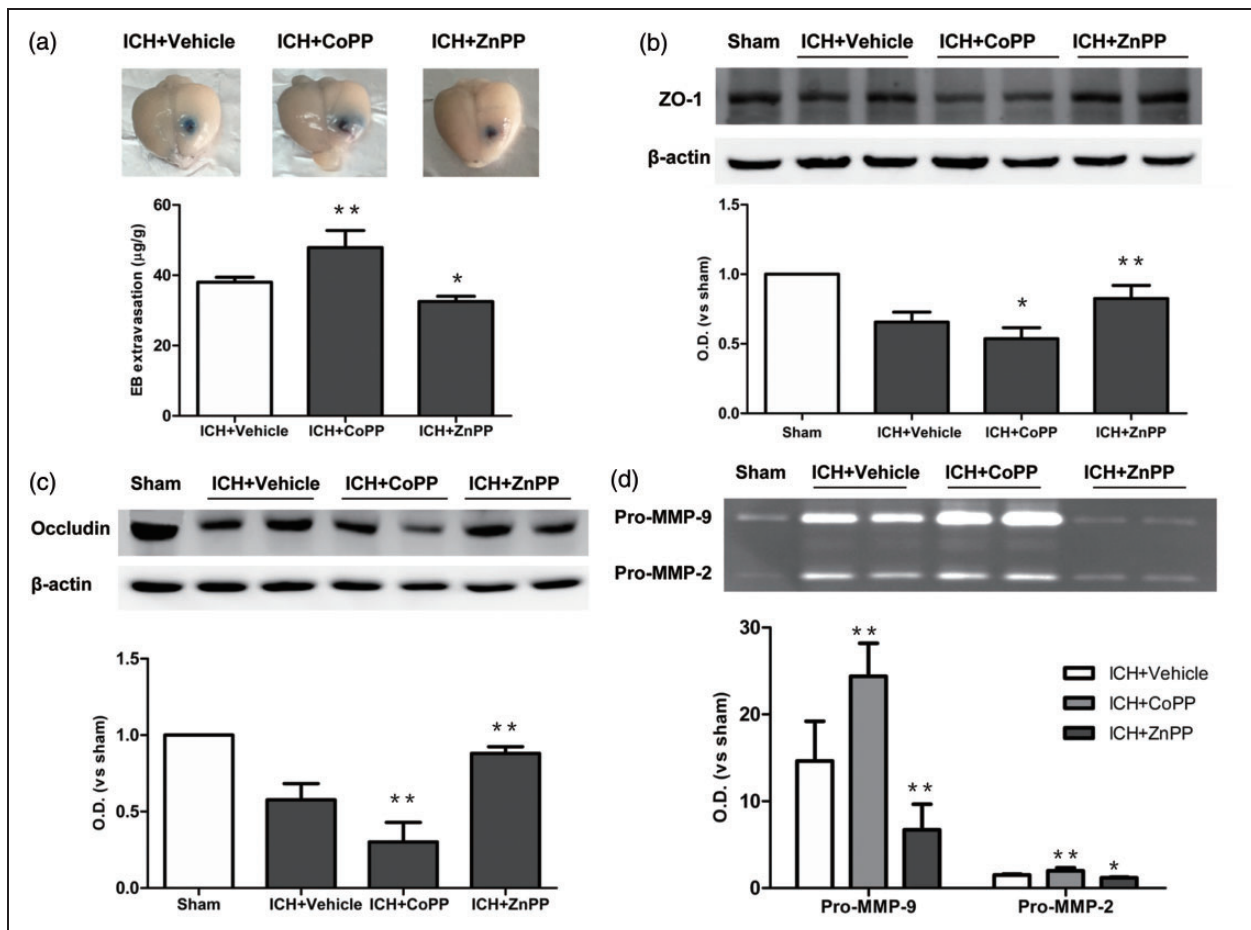 (a)
ICH+Vehicle ICH+CoPP ICH+ZnPP
60
40
20
0
EB extravasation (μg/g)
**
*
ICH+Vehicle ICH+CoPP ICH+ZnPP
(b)
Sham ICH+Vehicle ICH+CoPP ICH+ZnPP
ZO-1
β-actin
1.5
1.0
0.5
0.0
O.D. (vs sham)
*
**
Sham ICH+Vehicle ICH+CoPP ICH+ZnPP
(c)
Sham ICH+Vehicle ICH+CoPP ICH+ZnPP
Occludin
β-actin
1.5
1.0
0.5
0.0
O.D. (vs sham)
**
**
Sham ICH+Vehicle ICH+CoPP ICH+ZnPP
(d)
Sham ICH+Vehicle ICH+CoPP ICH+ZnPP
Pro-MMP-9
Pro-MMP-2
30
20
10
0
O.D. (vs sham)
**
**
**
*
ICH+Vehicle
ICH+CoPP
ICH+ZnPP
Pro-MMP-9 Pro-MMP-2